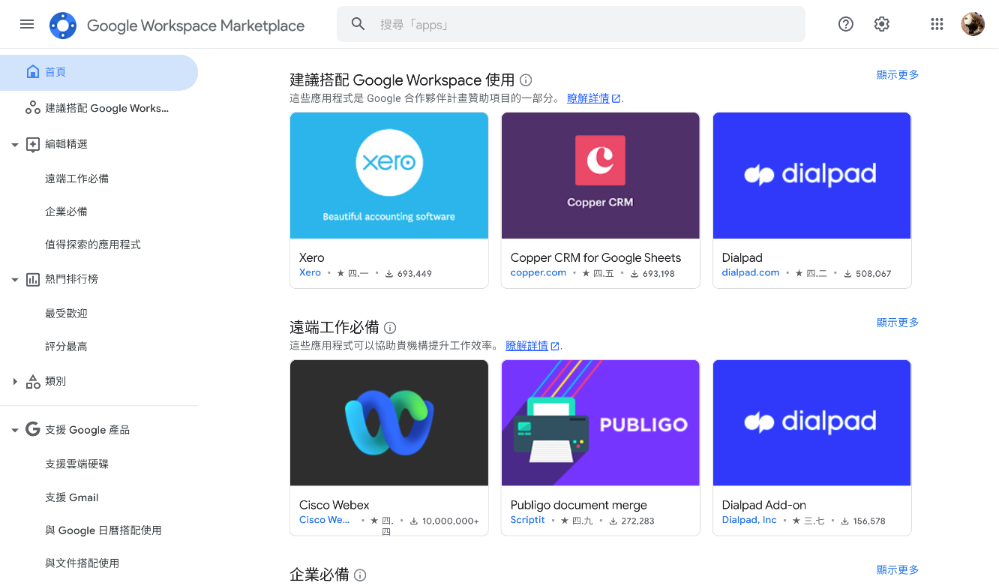 Google Workspace Marketplace
搜尋「apps」
首頁
建議搭配 Google Works...
編輯精選
遠端工作必備
企業必備
值得探索的應用程式
熱門排行榜
最受歡迎
評分最高
類別
支援 Google 產品
支援雲端硬碟
支援 Gmail
與 Google 日曆搭配使用
與文件搭配使用
建議搭配 Google Workspace 使用
顯示更多
這些應用程式是 Google 合作夥伴計畫贊助項目的一部分。 瞭解詳情.
xero
Beautiful accounting software
Xero
Xero • ★ 四.一 • 693,449
Copper CRM
Copper CRM for Google Sheets
copper.com • ★ 四.五 • 693,198
dialpad
Dialpad
dialpad.com • ★ 四.二 • 508,067
遠端工作必備
顯示更多
這些應用程式可以協助貴機構提升工作效率。 瞭解詳情.
Cisco Webex
Cisco We... • ★ 四. • 10,000,000+
四
PUBLIGO
Publigo document merge
Scriptit • ★ 四.九 • 272,283
dialpad
Dialpad Add-on
Dialpad, Inc • ★ 三.七 • 156,578
企業必備
顯示更多